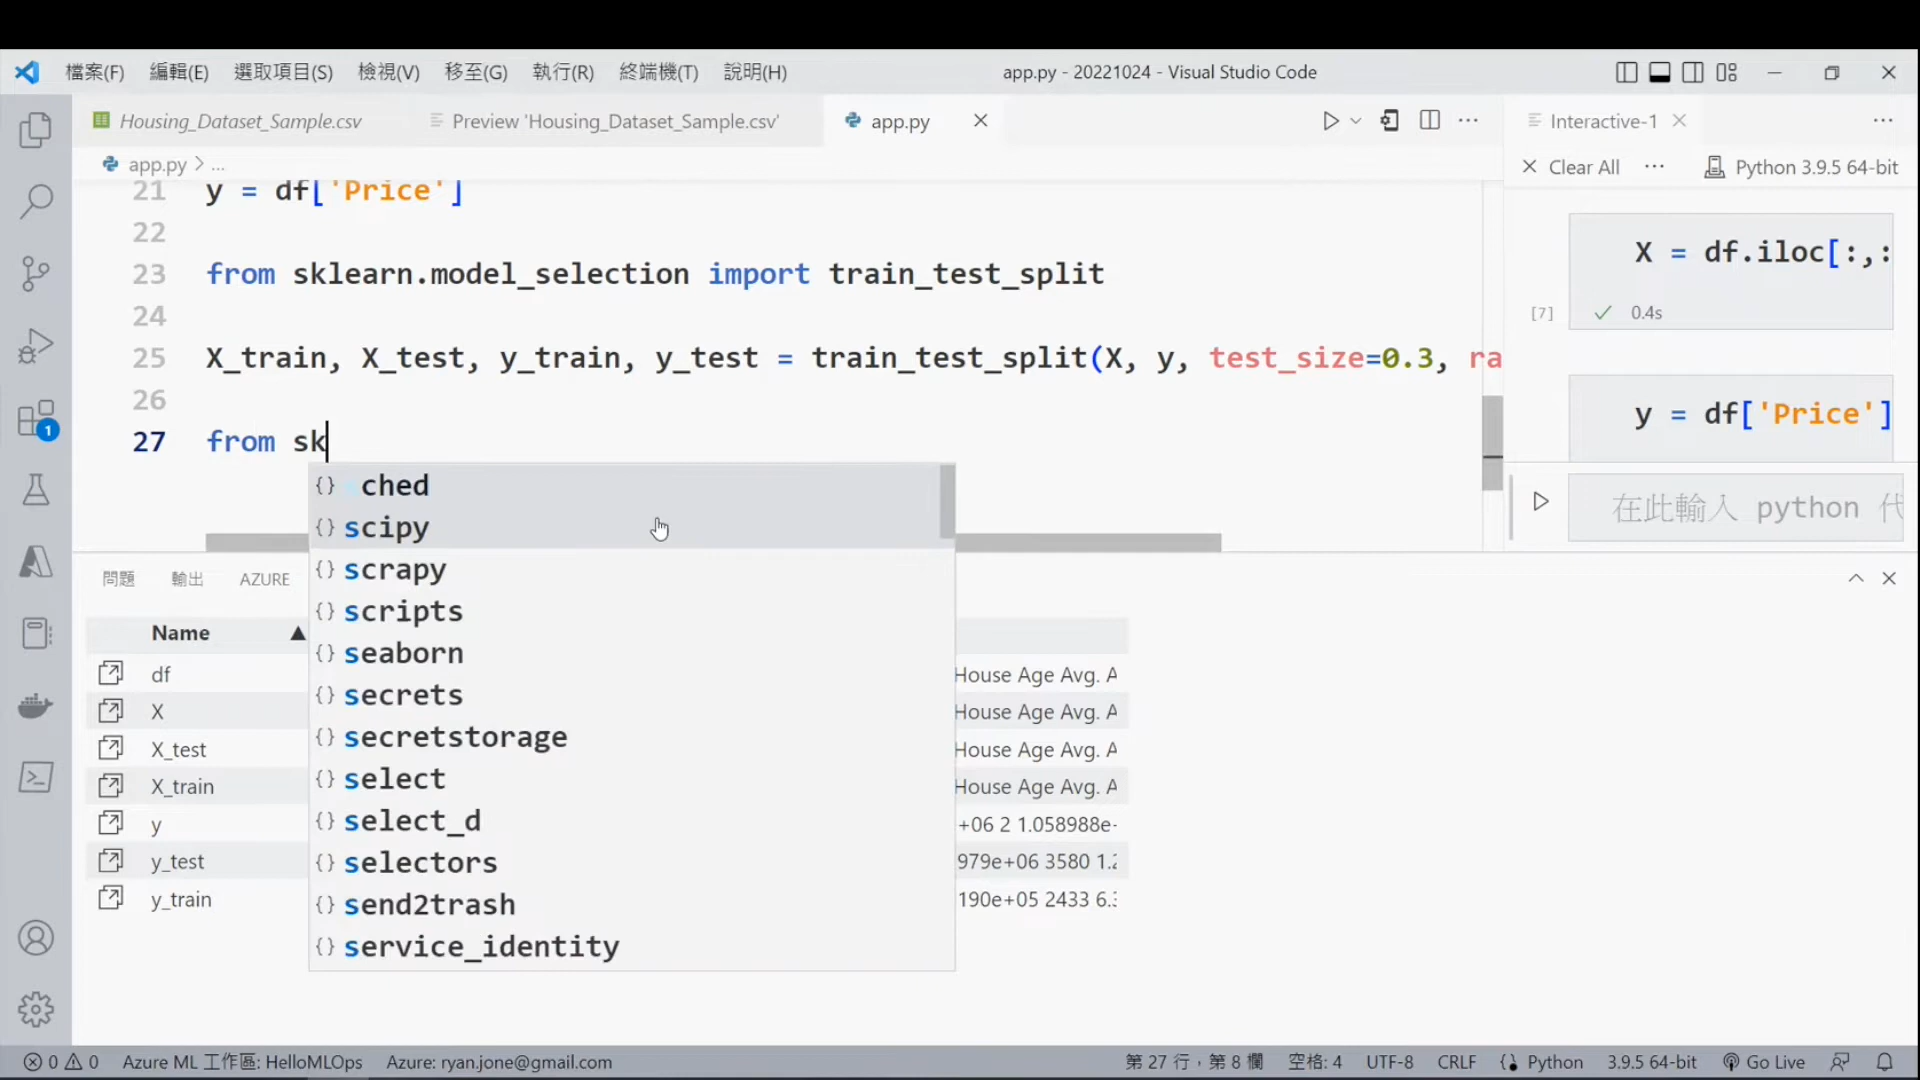 檔案(F) 編輯(E) 選取項目(S) 檢視(V) 移至(G) 執行(R) 終端機(T) 說明(H) app.py - 20221024 - Visual Studio Code
Housing_Dataset_Sample.csv Preview 'Housing_Dataset_Sample.csv' app.py Interactive-1
app.py > ... Clear All Python 3.9.5 64-bit
21 y = df['Price']
22
23 from sklearn.model_selection import train_test_split
24
25 X_train, X_test, y_train, y_test = train_test_split(X, y, test_size=0.3, ra
26
27 from sk
X = df.iloc[:,:
[7] 0.4s
y = df['Price']
在此輸入 python 代
{} ched
{} scipy
{} scrapy
{} scripts
{} seaborn
{} secrets
{} secretstorage
{} select
{} select_d
{} selectors
{} send2trash
{} service_identity
問題 輸出 AZURE
Name
df House Age Avg. A
X House Age Avg. A
X_test House Age Avg. A
X_train House Age Avg. A
y +06 2 1.058988e-
y_test 979e+06 3580 1.2
y_train 190e+05 2433 6.3
1
0 0 Azure ML 工作區: HelloMLOps Azure: ryan.jone@gmail.com 第 27 行，第 8 欄 空格: 4 UTF-8 CRLF Python 3.9.5 64-bit Go Live